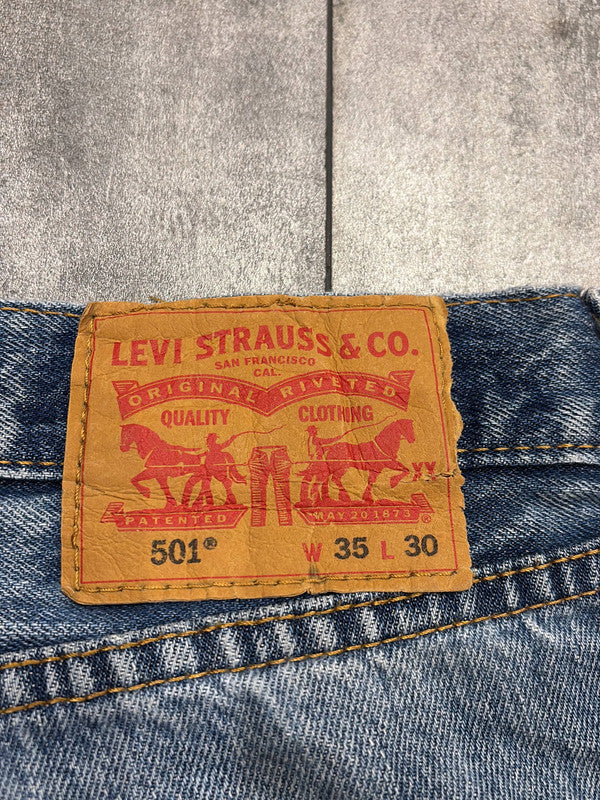 LEVI STRAUSS & CO.
SAN FRANCISCO
CAL.
ORIGINAL RIVETED
QUALITY CLOTHING
XX
PATENTED MAY 20 1873 ®
501® W 35 L 30